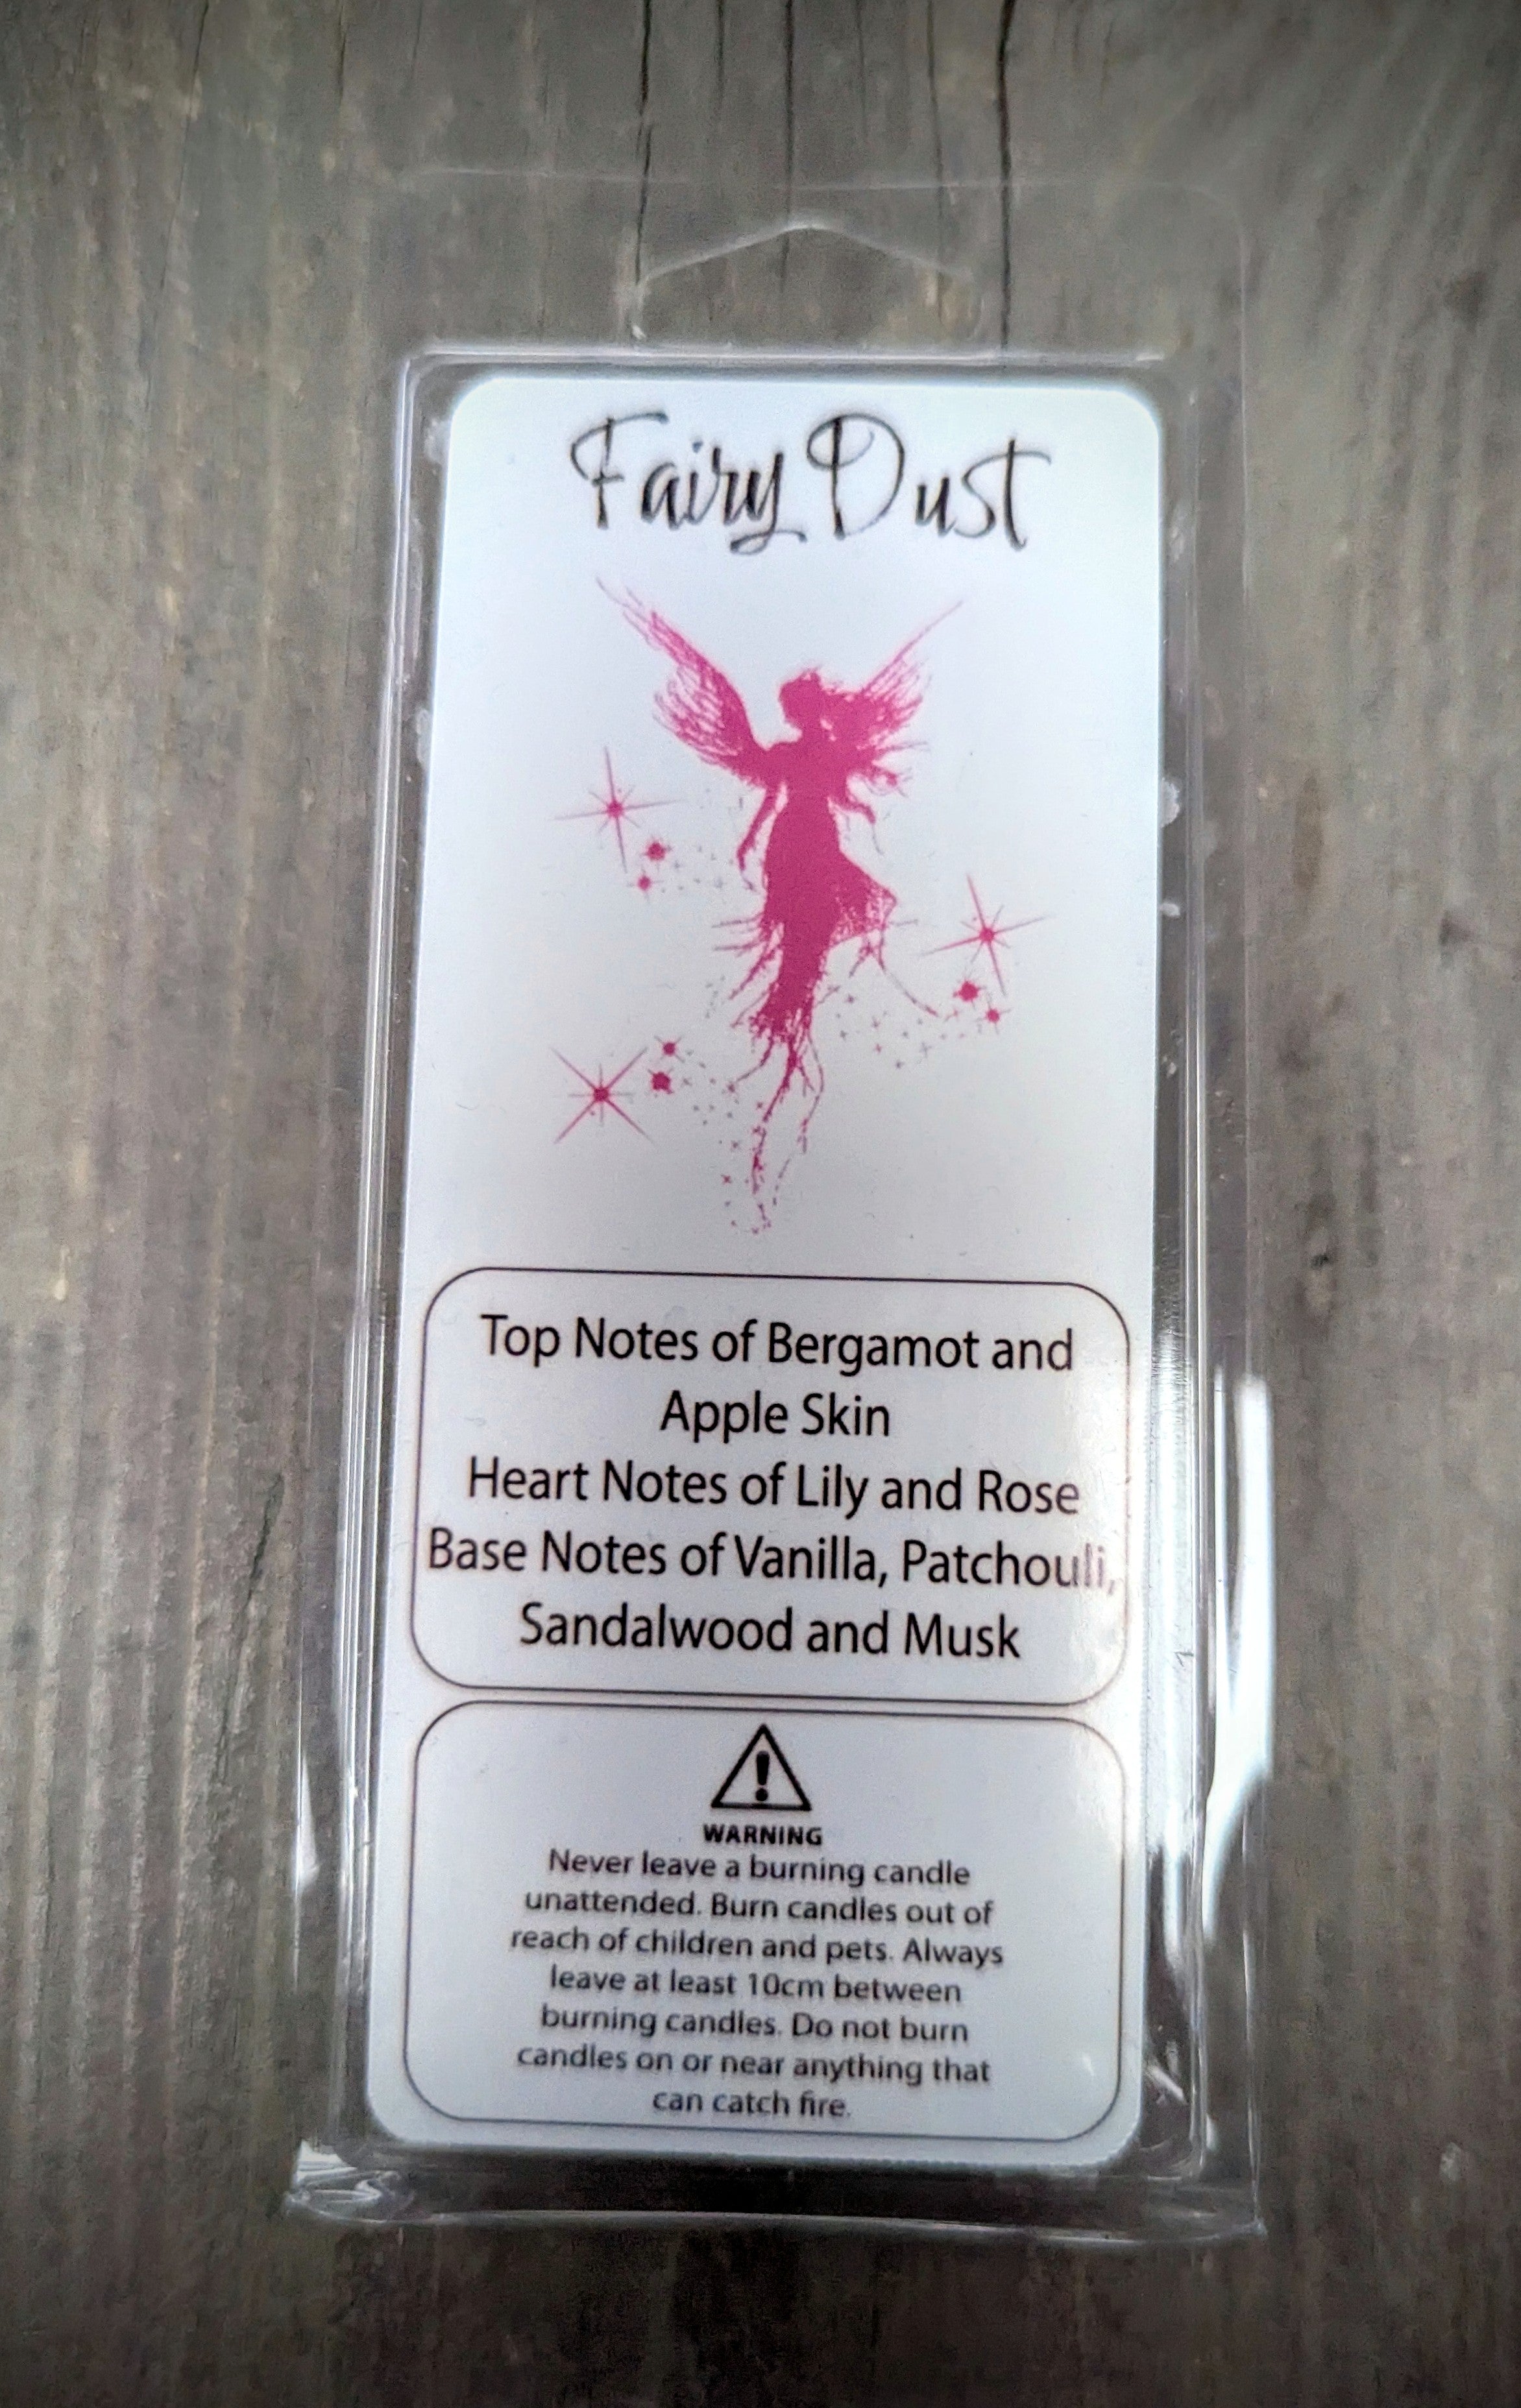 Fairy Dust
Top Notes of Bergamot and
Apple Skin
Heart Notes of Lily and Rose
Base Notes of Vanilla, Patchouli,
Sandalwood and Musk
WARNING
Never leave a burning candle
unattended. Burn candles out of
reach of children and pets. Always
leave at least 10cm between
burning candles. Do not burn
candles on or near anything that
can catch fire.